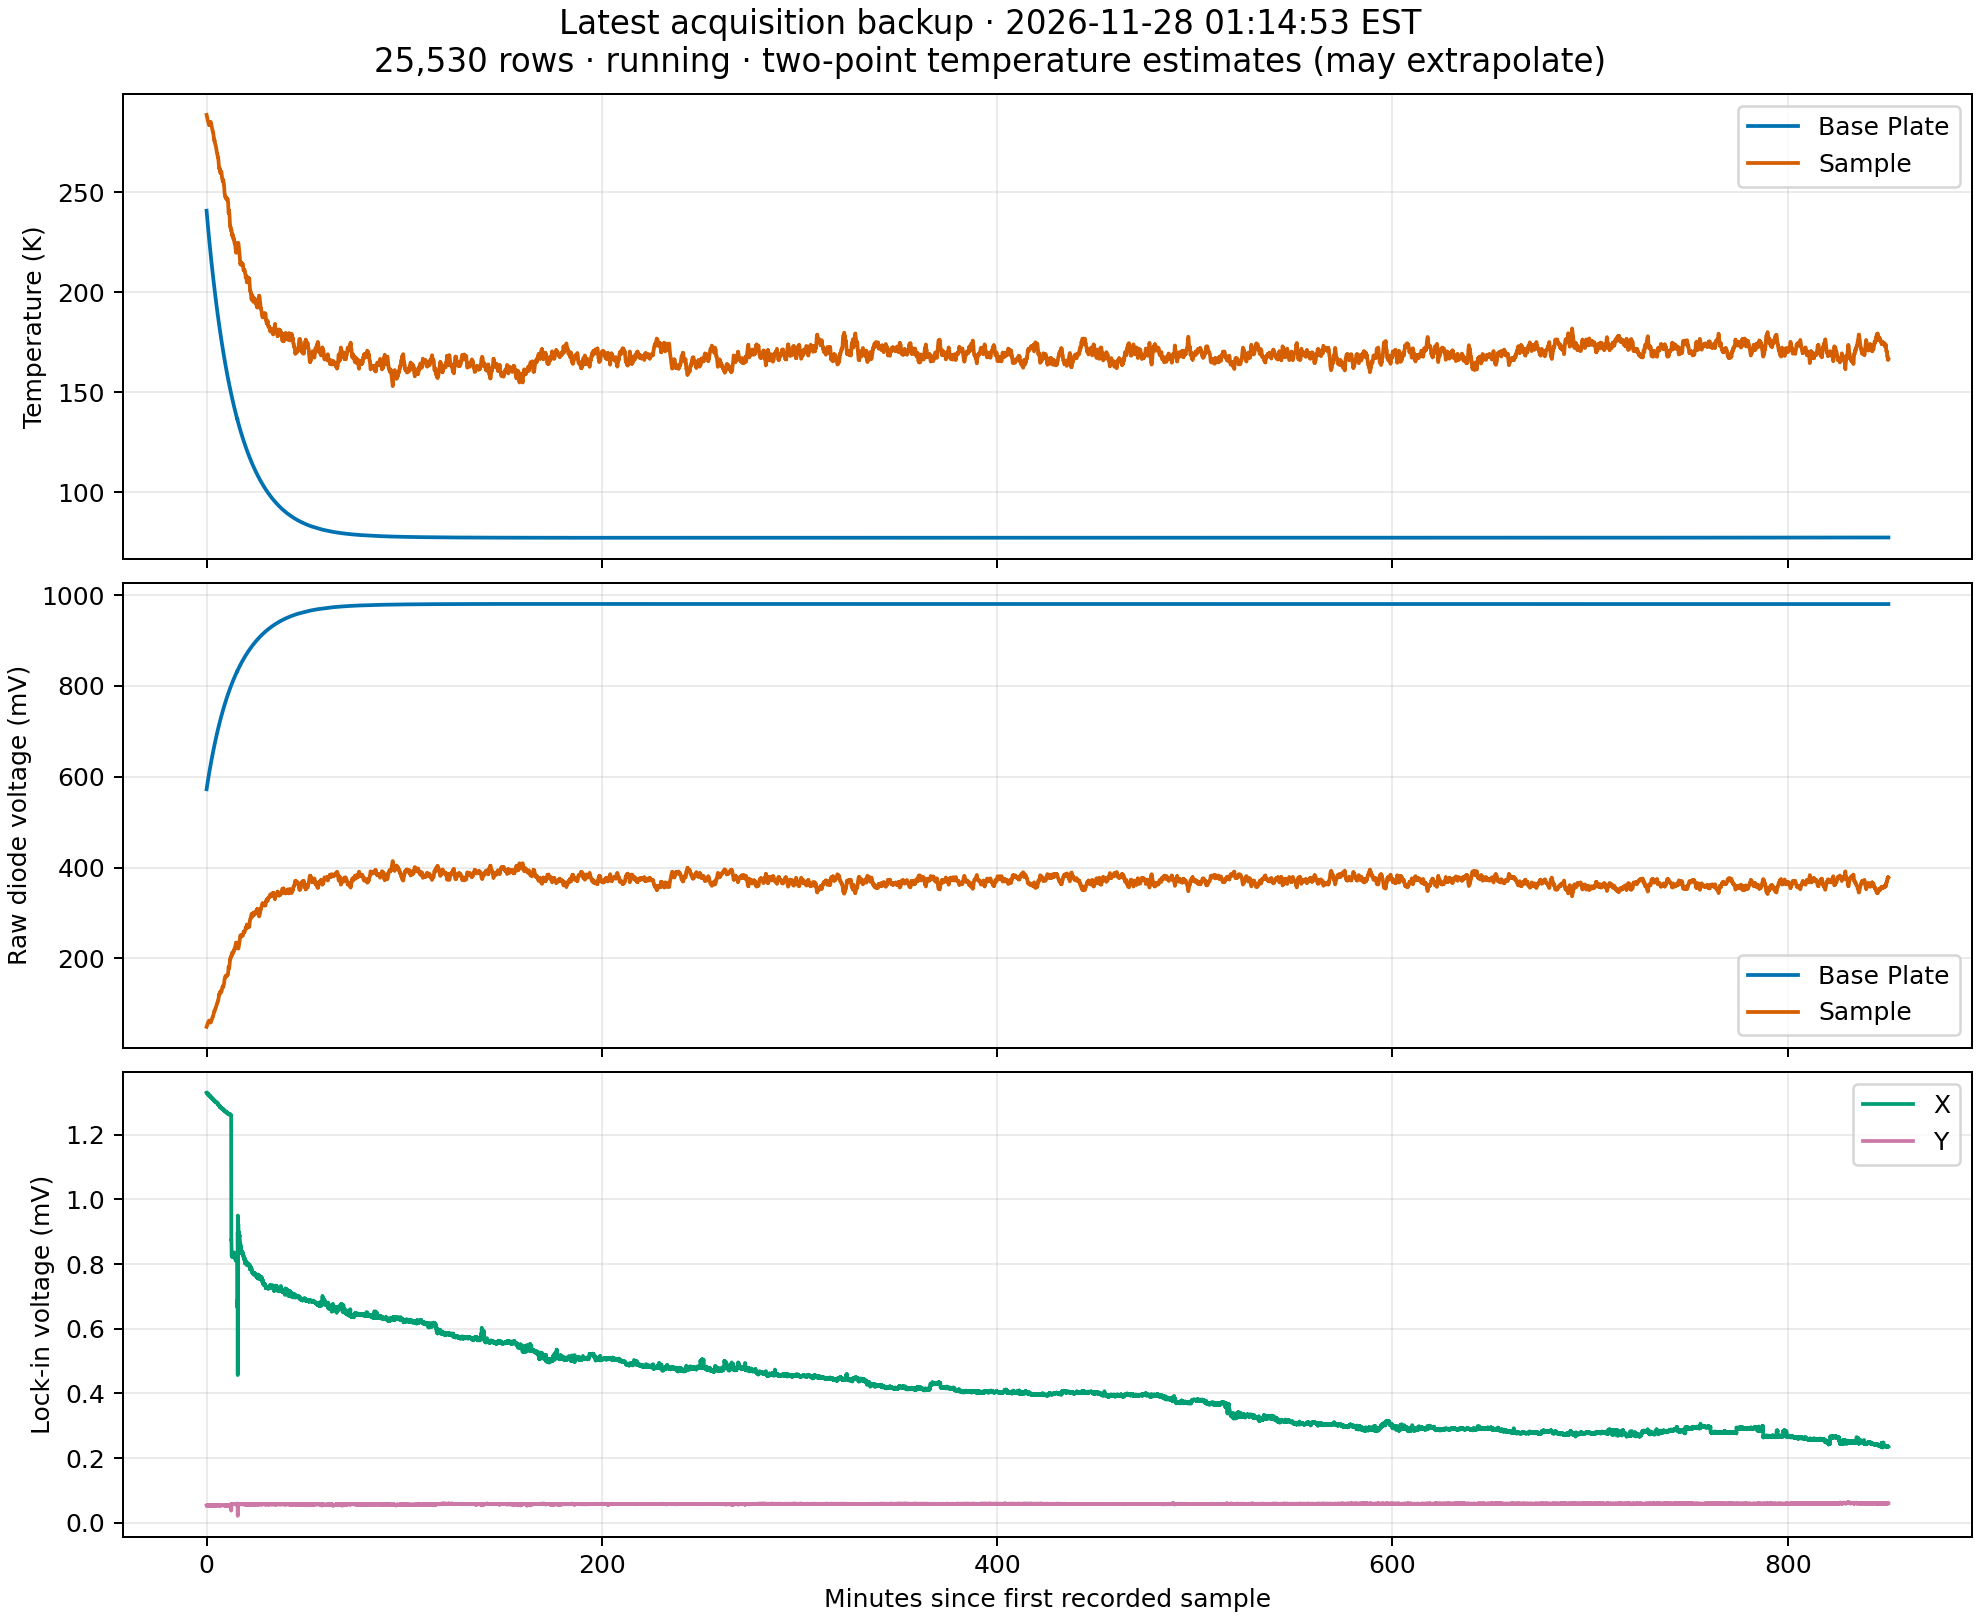 Latest acquisition backup · 2026-11-28 01:14:53 EST
25,530 rows · running · two-point temperature estimates (may extrapolate)
Temperature (K)
250
200
150
100
Base Plate
Sample
Raw diode voltage (mV)
1000
800
600
400
200
Base Plate
Sample
Lock-in voltage (mV)
1.2
1.0
0.8
0.6
0.4
0.2
0.0
X
Y
0
200
400
600
800
Minutes since first recorded sample